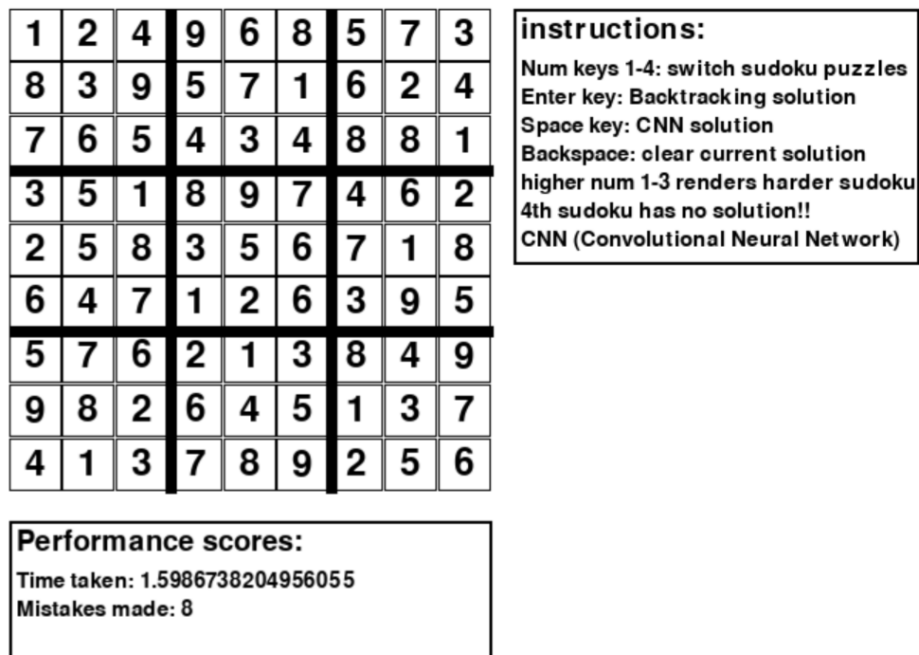 1 2 4 9 6 8 5 7 3
8 3 9 5 7 1 6 2 4
7 6 5 4 3 4 8 8 1
3 5 1 8 9 7 4 6 2
2 5 8 3 5 6 7 1 8
6 4 7 1 2 6 3 9 5
5 7 6 2 1 3 8 4 9
9 8 2 6 4 5 1 3 7
4 1 3 7 8 9 2 5 6
instructions:
Num keys 1-4: switch sudoku puzzles
Enter key: Backtracking solution
Space key: CNN solution
Backspace: clear current solution
higher num 1-3 renders harder sudoku
4th sudoku has no solution!!
CNN (Convolutional Neural Network)
Performance scores:
Time taken: 1.5986738204956055
Mistakes made: 8